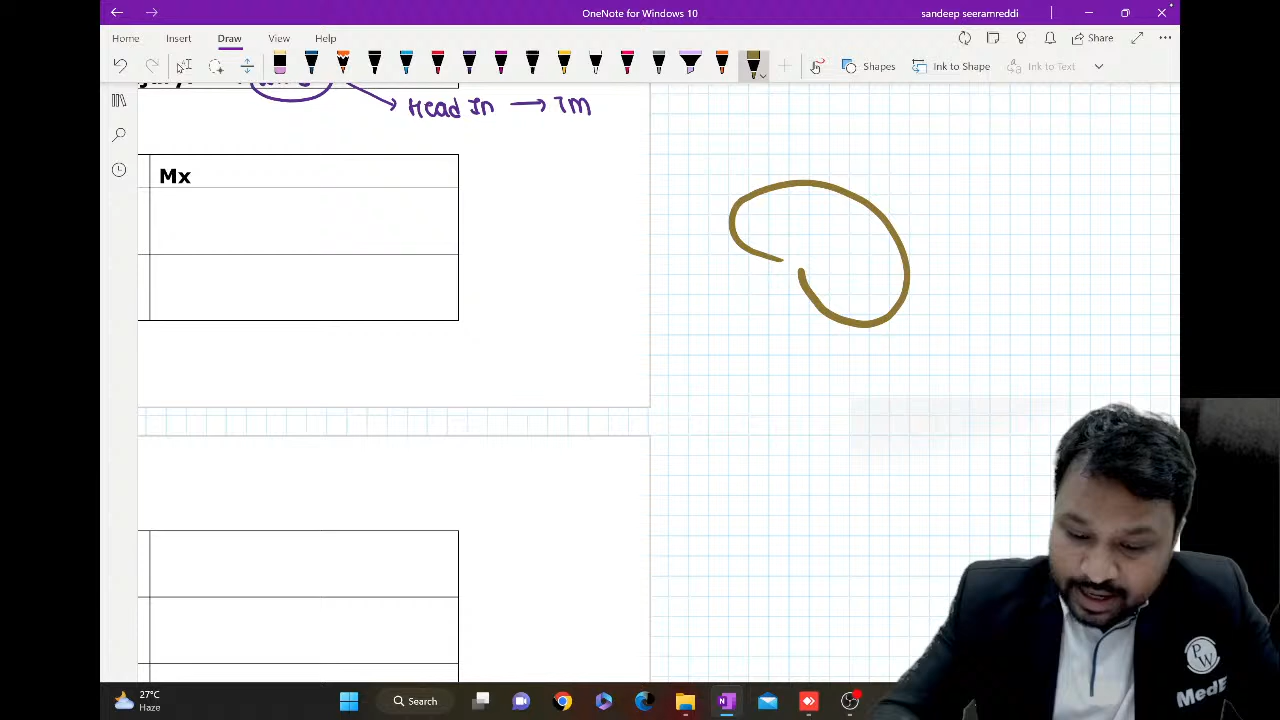 OneNote for Windows 10
sandeep seeramreddi
Home Insert Draw View Help
Share
Shapes
Ink to Shape
Ink to Text
Head In → TM
Mx
PW
MedE
27°C
Haze
Search